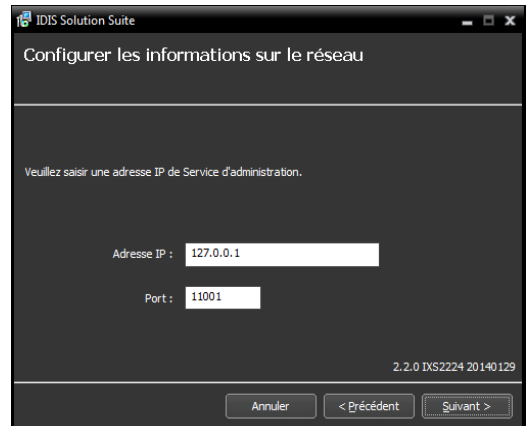 IDIS Solution Suite
Configurer les informations sur le réseau
Veuillez saisir une adresse IP de Service d'administration.
Adresse IP : 127.0.0.1
Port : 11001
2.2.0 IXS2224 20140129
Annuler < Précédent Suivant >